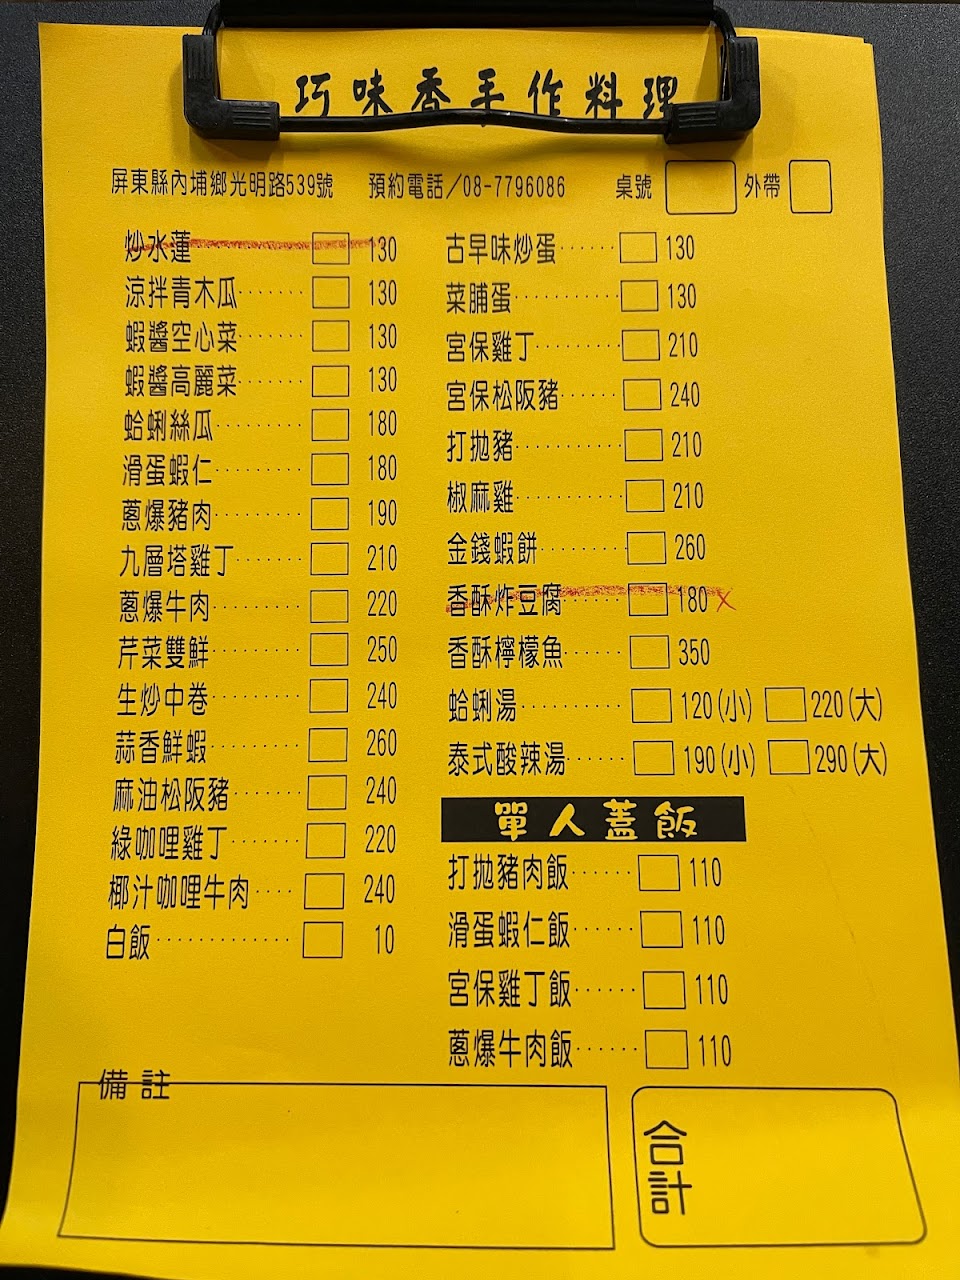 巧味香手作料理
屏東縣內埔鄉光明路539號 預約電話/08-7796086 桌號 外帶
炒水蓮 130
涼拌青木瓜······· 130
蝦醬空心菜······· 130
蝦醬高麗菜······· 130
蛤蜊絲瓜········· 180
滑蛋蝦仁········· 180
蔥爆豬肉········· 190
九層塔雞丁······· 210
蔥爆牛肉········· 220
芹菜雙鮮········· 250
生炒中卷········· 240
蒜香鮮蝦········· 260
麻油松阪豬······· 240
綠咖哩雞丁······· 220
椰汁咖哩牛肉···· 240
白飯············· 10
古早味炒蛋······ 130
菜脯蛋·········· 130
宮保雞丁········ 210
宮保松阪豬······ 240
打拋豬·········· 210
椒麻雞·········· 210
金錢蝦餅········ 260
香酥炸豆腐······ 180 x
香酥檸檬魚······ 350
蛤蜊湯·········· 120(小) 220(大)
泰式酸辣湯······ 190(小) 290(大)
單人蓋飯
打拋豬肉飯······ 110
滑蛋蝦仁飯······ 110
宮保雞丁飯······ 110
蔥爆牛肉飯······ 110
備註
合計